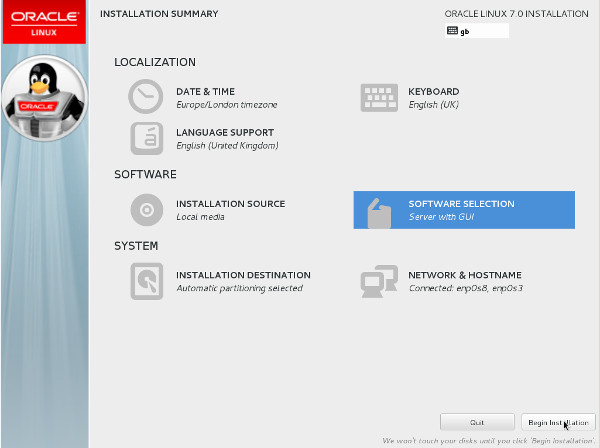 ORACLE
LINUX
INSTALLATION SUMMARY
ORACLE LINUX 7.0 INSTALLATION
gb
ORACLE
LOCALIZATION
DATE & TIME
Europe/London timezone
KEYBOARD
English (UK)
LANGUAGE SUPPORT
English (United Kingdom)
SOFTWARE
INSTALLATION SOURCE
Local media
SOFTWARE SELECTION
Server with GUI
SYSTEM
INSTALLATION DESTINATION
Automatic partitioning selected
NETWORK & HOSTNAME
Connected: enp0s8, enp0s3
Quit
Begin Installation
We won't touch your disks until you click 'Begin Installation'.